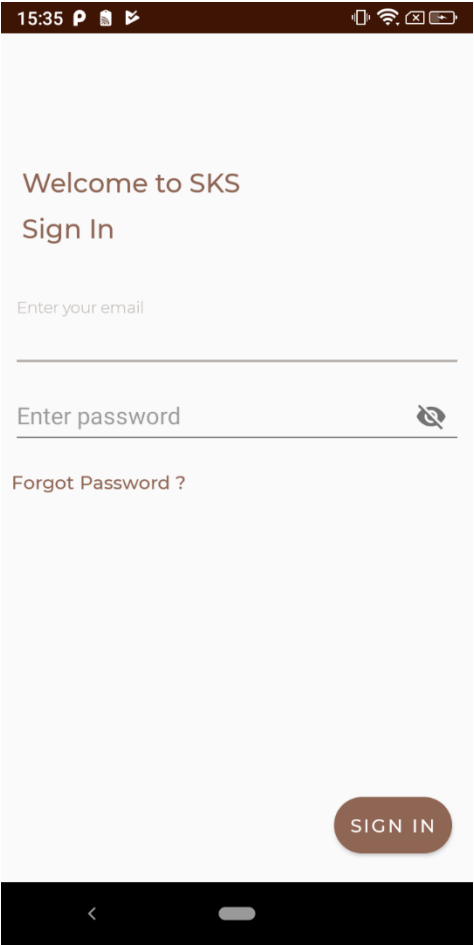 15:35
Welcome to SKS
Sign In
Enter your email
Enter password
Forgot Password ?
SIGN IN